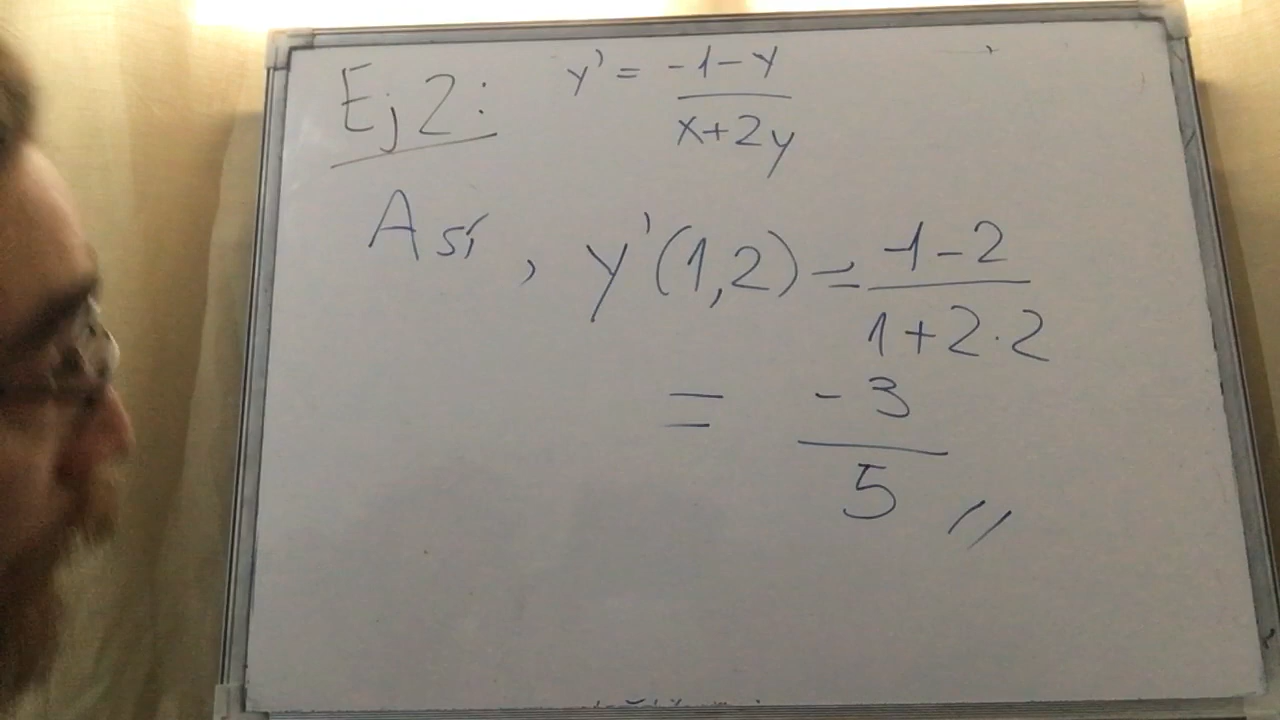 Ej 2: y' = -1-y
x+2y
Así, y'(1,2) = -1-2
1+2·2
= -3
5 //